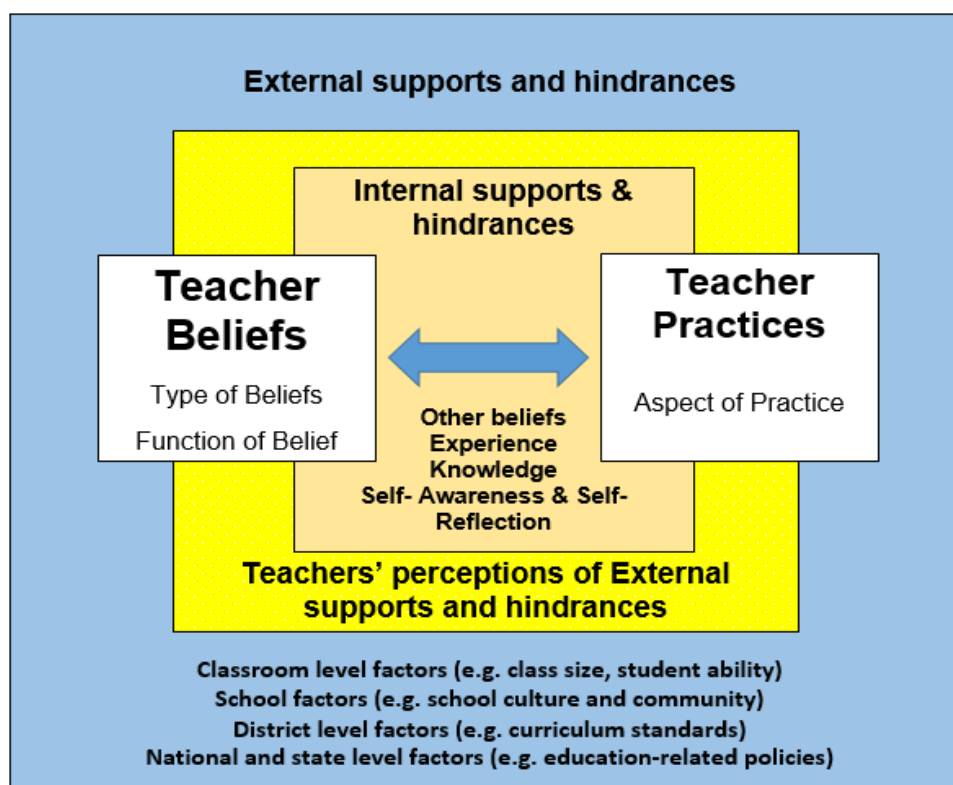 External supports and hindrances
Internal supports &
hindrances
Teacher
Beliefs
Type of Beliefs
Function of Belief
Teacher
Practices
Aspect of Practice
Other beliefs
Experience
Knowledge
Self- Awareness & Self-
Reflection
Teachers’ perceptions of External
supports and hindrances
Classroom level factors (e.g. class size, student ability)
School factors (e.g. school culture and community)
District level factors (e.g. curriculum standards)
National and state level factors (e.g. education-related policies)